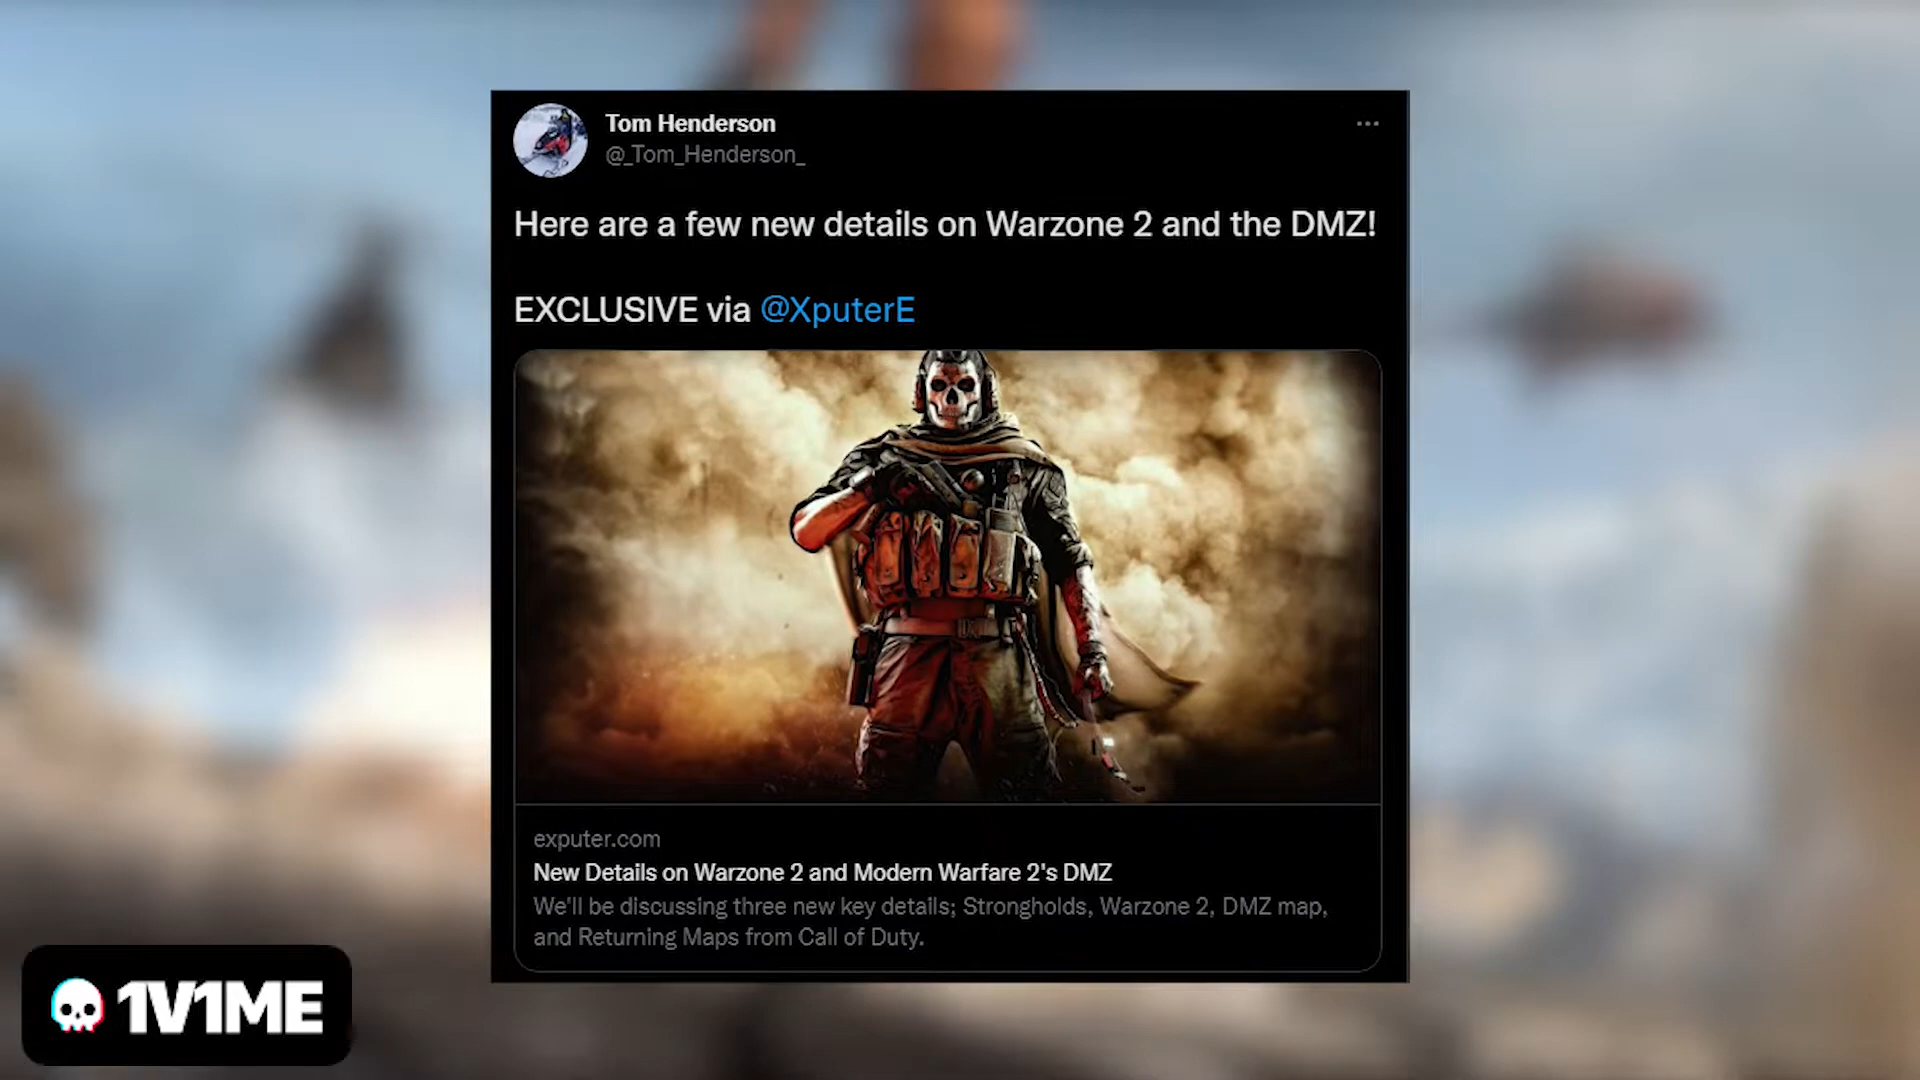 Tom Henderson
@_Tom_Henderson_
Here are a few new details on Warzone 2 and the DMZ!
EXCLUSIVE via @XputerE
exputer.com
New Details on Warzone 2 and Modern Warfare 2's DMZ
We'll be discussing three new key details; Strongholds, Warzone 2, DMZ map,
and Returning Maps from Call of Duty.
1V1ME